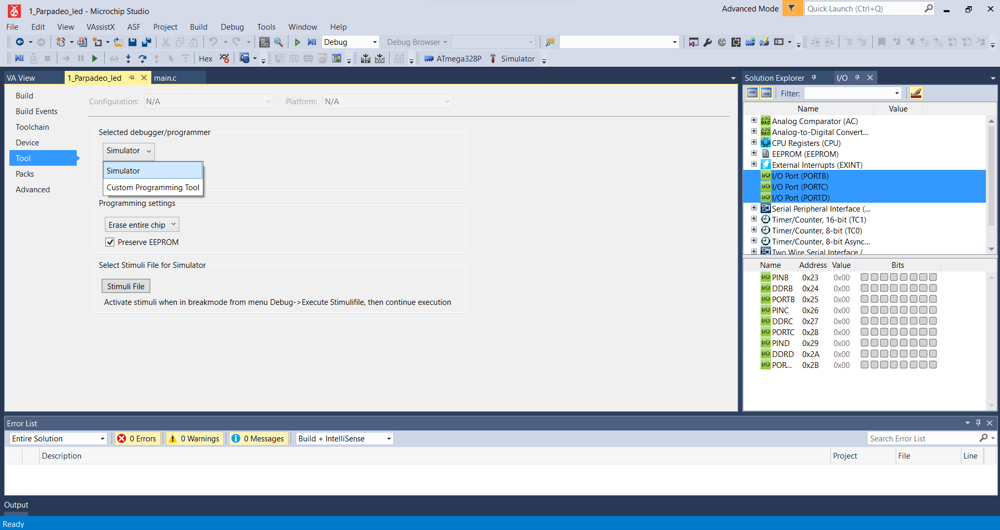 1_Parpadeo_led - Microchip Studio
Advanced Mode
Quick Launch (Ctrl+Q)
File Edit View VAssistX ASF Project Build Debug Tools Window Help
Debug
Debug Browser
Hex
ATmega328P
Simulator
VA View
1_Parpadeo_led
main.c
Build
Build Events
Toolchain
Device
Tool
Packs
Advanced
Configuration: N/A
Platform: N/A
Selected debugger/programmer
Simulator
Simulator
Custom Programming Tool
Programming settings
Erase entire chip
Preserve EEPROM
Select Stimuli File for Simulator
Stimuli File
Activate stimuli when in breakmode from menu Debug->Execute Stimulifile, then continue execution
Solution Explorer
I/O
Filter:
Name Value
Analog Comparator (AC)
Analog-to-Digital Convert...
CPU Registers (CPU)
EEPROM (EEPROM)
External Interrupts (EXINT)
I/O Port (PORTB)
I/O Port (PORTC)
I/O Port (PORTD)
Serial Peripheral Interface (...
Timer/Counter, 16-bit (TC1)
Timer/Counter, 8-bit (TC0)
Timer/Counter, 8-bit Async...
Two Wire Serial Interface (
Name Address Value Bits
I/O PINB 0x23 0x00
I/O DDRB 0x24 0x00
I/O PORTB 0x25 0x00
I/O PINC 0x26 0x00
I/O DDRC 0x27 0x00
I/O PORTC 0x28 0x00
I/O PIND 0x29 0x00
I/O DDRD 0x2A 0x00
I/O POR... 0x2B 0x00
Error List
Entire Solution
0 Errors
0 Warnings
0 Messages
Build + IntelliSense
Search Error List
Description Project File Line
Output
Ready